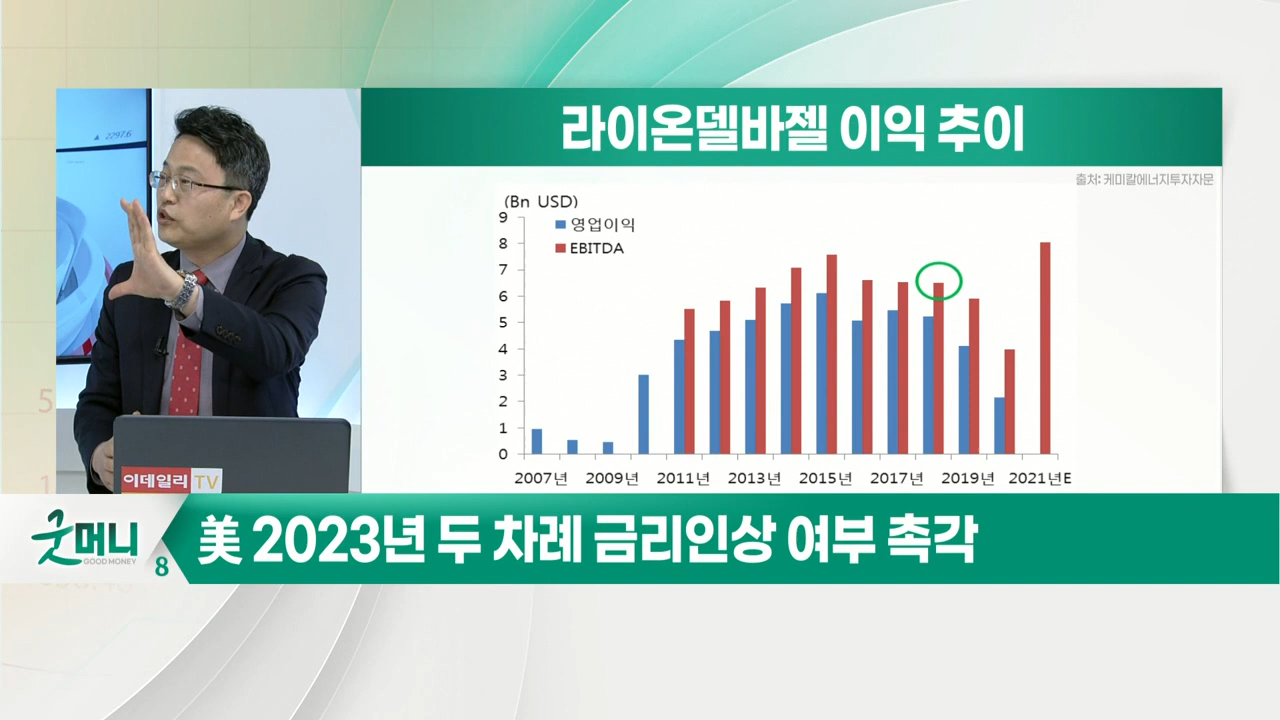 ▲ 2297.6
라이온델바젤 이익 추이
출처: 케미칼에너지투자자문
(Bn USD)
9
8
7
6
5
4
3
2
1
0
영업이익
EBITDA
2007년 2009년 2011년 2013년 2015년 2017년 2019년 2021년E
이데일리 TV
5
1
굿머니
GOOD MONEY
8
美 2023년 두 차례 금리인상 여부 촉각